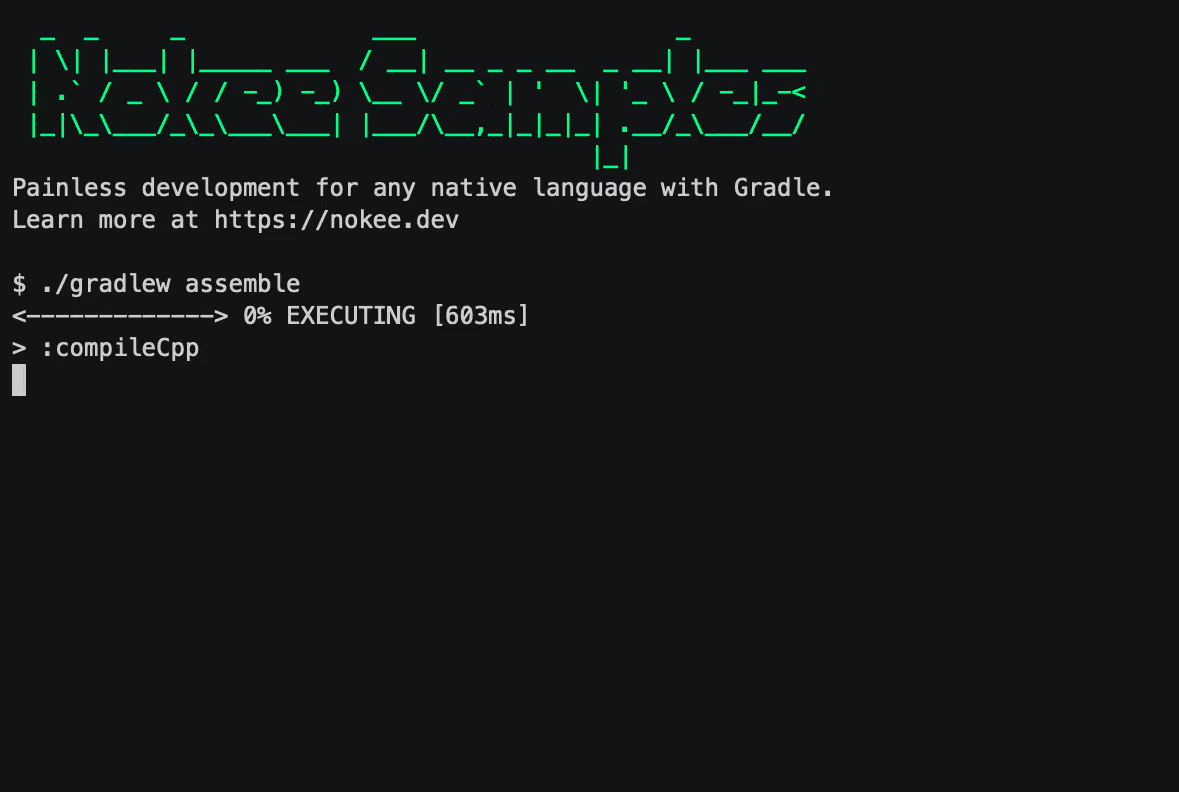 Nokee Samples
Painless development for any native language with Gradle.
Learn more at https://nokee.dev
$ ./gradlew assemble
<-------------> 0% EXECUTING [603ms]
> :compileCpp